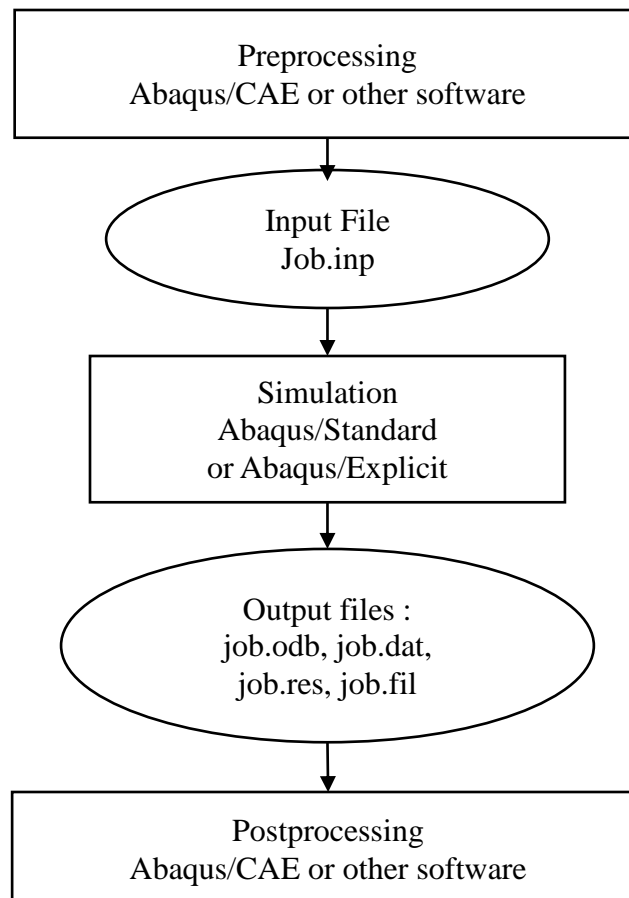 Preprocessing
Abaqus/CAE or other software
Input File
Job.inp
Simulation
Abaqus/Standard
or Abaqus/Explicit
Output files :
job.odb, job.dat,
job.res, job.fil
Postprocessing
Abaqus/CAE or other software